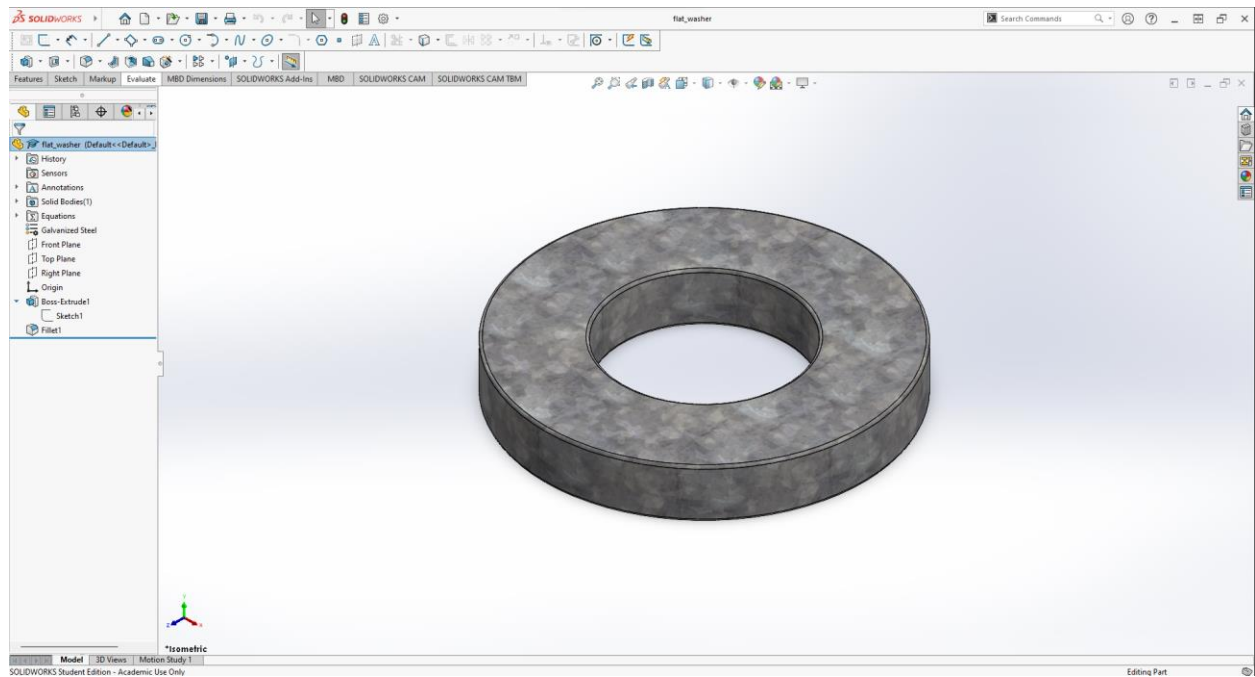 SOLIDWORKS
flat_washer
Search Commands
Features Sketch Markup Evaluate MBD Dimensions SOLIDWORKS Add-Ins MBD SOLIDWORKS CAM SOLIDWORKS CAM TBM
flat_washer (Default<<Default>_
History
Sensors
Annotations
Solid Bodies(1)
Equations
Galvanized Steel
Front Plane
Top Plane
Right Plane
Origin
Boss-Extrude1
Sketch1
Fillet1
*Isometric
Model 3D Views Motion Study 1
SOLIDWORKS Student Edition - Academic Use Only
Editing Part